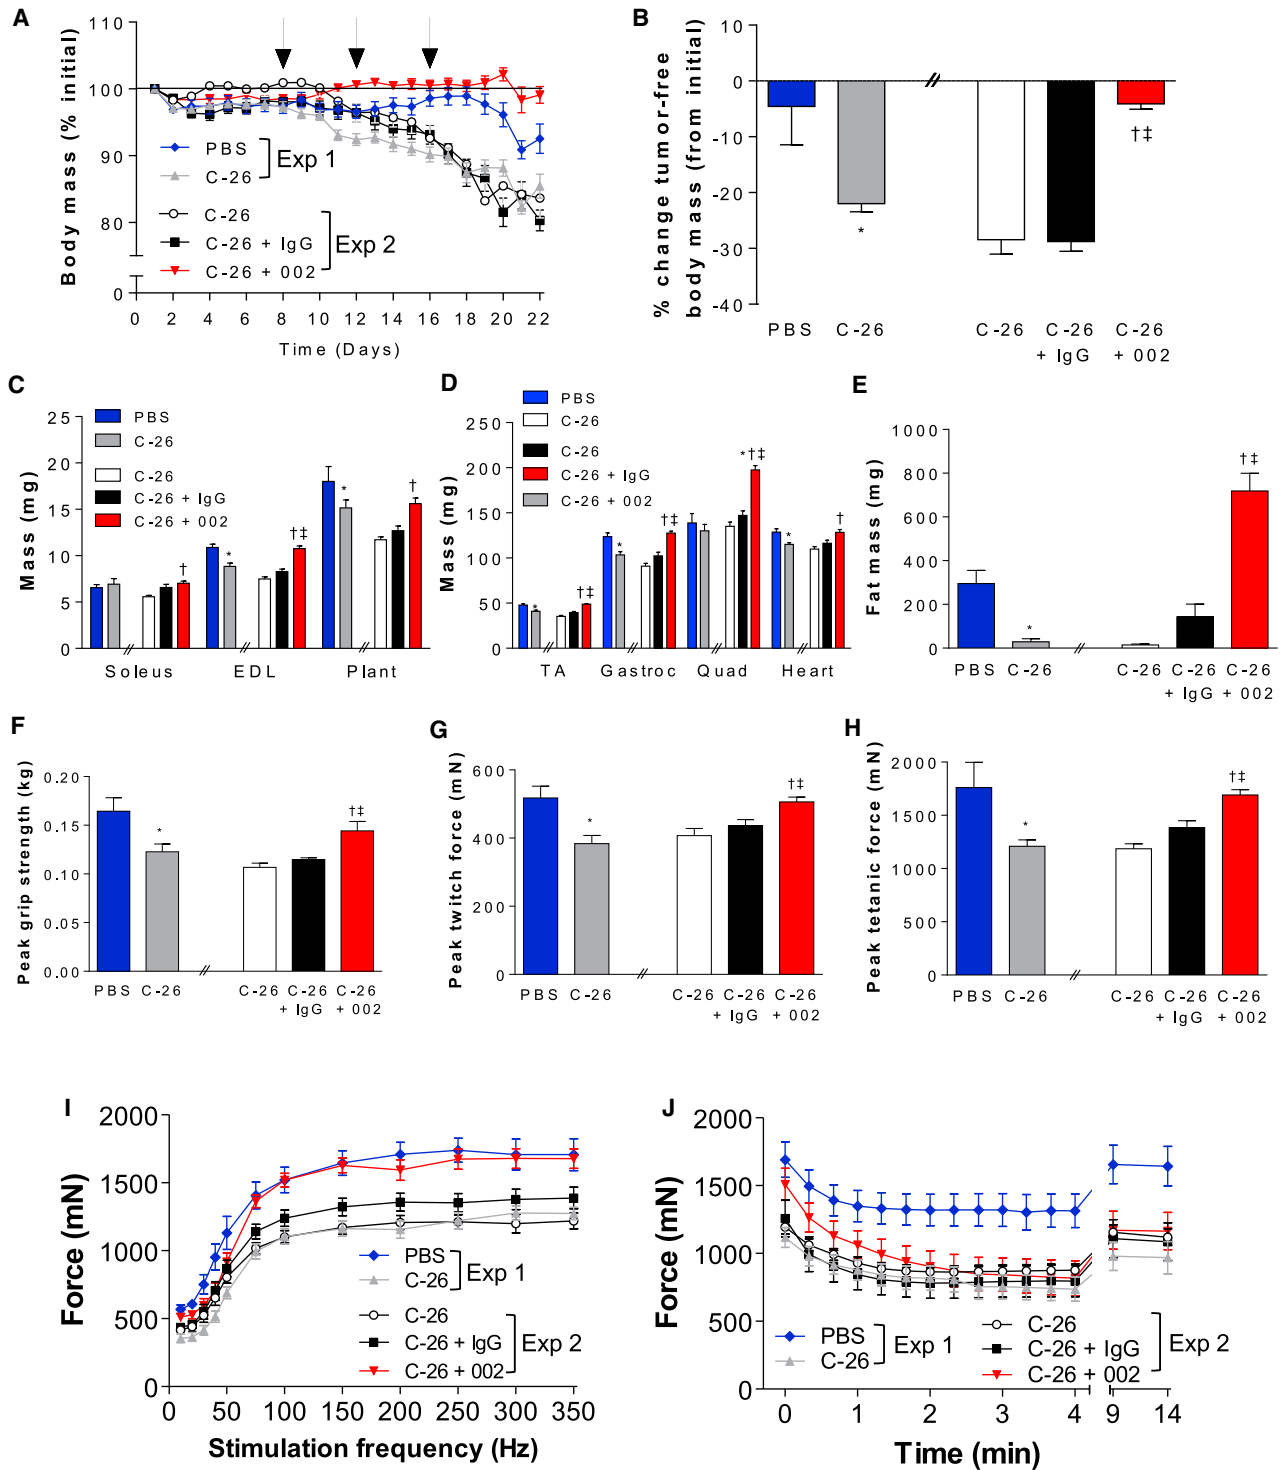 A
Body mass (% initial)
110
100
90
80
0
PBS
C-26
Exp 1
C-26
C-26 + IgG
C-26 + 002
Exp 2
0 2 4 6 8 10 12 14 16 18 20 22
Time (Days)
B
% change tumor-free
body mass (from initial)
10
0
-10
-20
-30
-40
*
†‡
PBS C-26 C-26 C-26 C-26
+ IgG + 002
C
Mass (mg)
25
20
15
10
5
0
PBS
C-26
C-26
C-26 + IgG
C-26 + 002
† * †‡ * †
Soleus EDL Plant
D
Mass (mg)
250
200
150
100
50
0
PBS
C-26
C-26
C-26 + IgG
C-26 + 002
* †‡ * †‡ *†‡ * †
TA Gastroc Quad Heart
E
Fat mass (mg)
1000
800
600
400
200
0
*
†‡
PBS C-26 C-26 C-26 C-26
+ IgG + 002
F
Peak grip strength (kg)
0.20
0.15
0.10
0.05
0.00
*
†‡
PBS C-26 C-26 C-26 C-26
+ IgG + 002
G
Peak twitch force (mN)
600
400
200
0
*
†‡
PBS C-26 C-26 C-26 C-26
+ IgG + 002
H
Peak tetanic force (mN)
2000
1500
1000
500
0
*
†‡
PBS C-26 C-26 C-26 C-26
+ IgG + 002
I
Force (mN)
2000
1500
1000
500
0
PBS
C-26
Exp 1
C-26
C-26 + IgG
C-26 + 002
Exp 2
0 50 100 150 200 250 300 350
Stimulation frequency (Hz)
J
Force (mN)
2000
1500
1000
500
0
PBS
C-26
Exp 1
C-26
C-26 + IgG
C-26 + 002
Exp 2
0 1 2 3 4 9 14
Time (min)